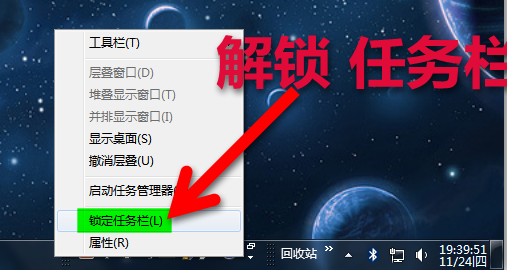 解锁 任务栏
工具栏(T)
层叠窗口(D)
堆叠显示窗口(T)
并排显示窗口(I)
显示桌面(S)
撤消层叠(U)
启动任务管理器
锁定任务栏(L)
属性(R)
回收站 »
19:39:51
11/24|四